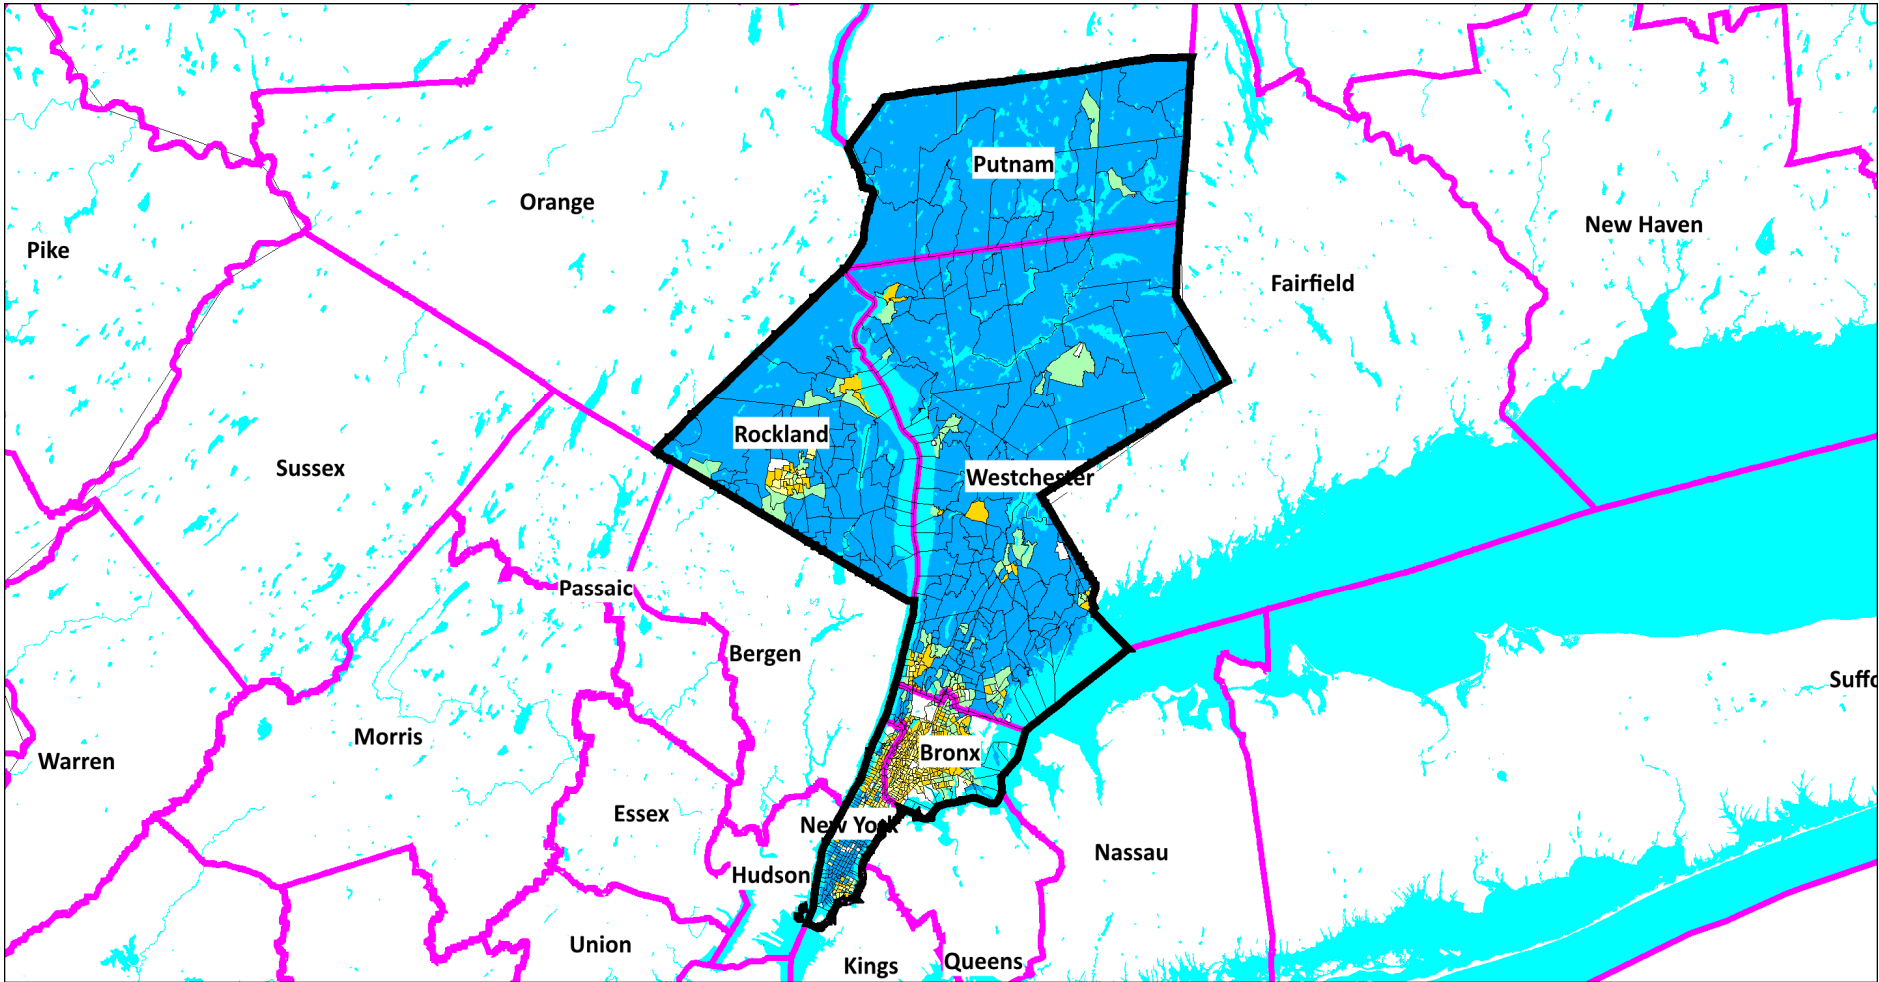 Putnam
Orange
New Haven
Pike
Fairfield
Rockland
Sussex
Westchester
Passaic
Bergen
Suffo
Morris
Bronx
Warren
Essex
New York
Nassau
Hudson
Union
Kings
Queens